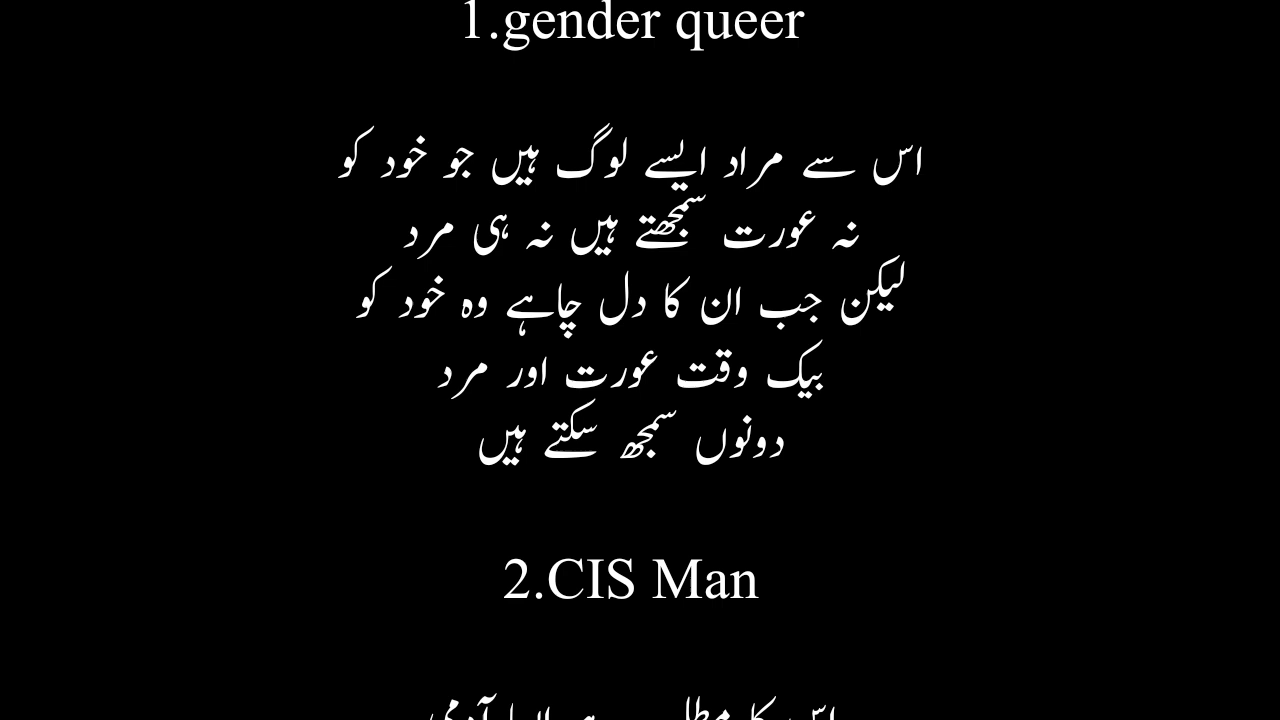 1.gender queer
اس سے مراد ایسے لوگ ہیں جو خود کو
نہ عورت سمجھتے ہیں نہ ہی مرد
لیکن جب ان کا دل چاہے وہ خود کو
بیک وقت عورت اور مرد
دونوں سمجھ سکتے ہیں
2.CIS Man